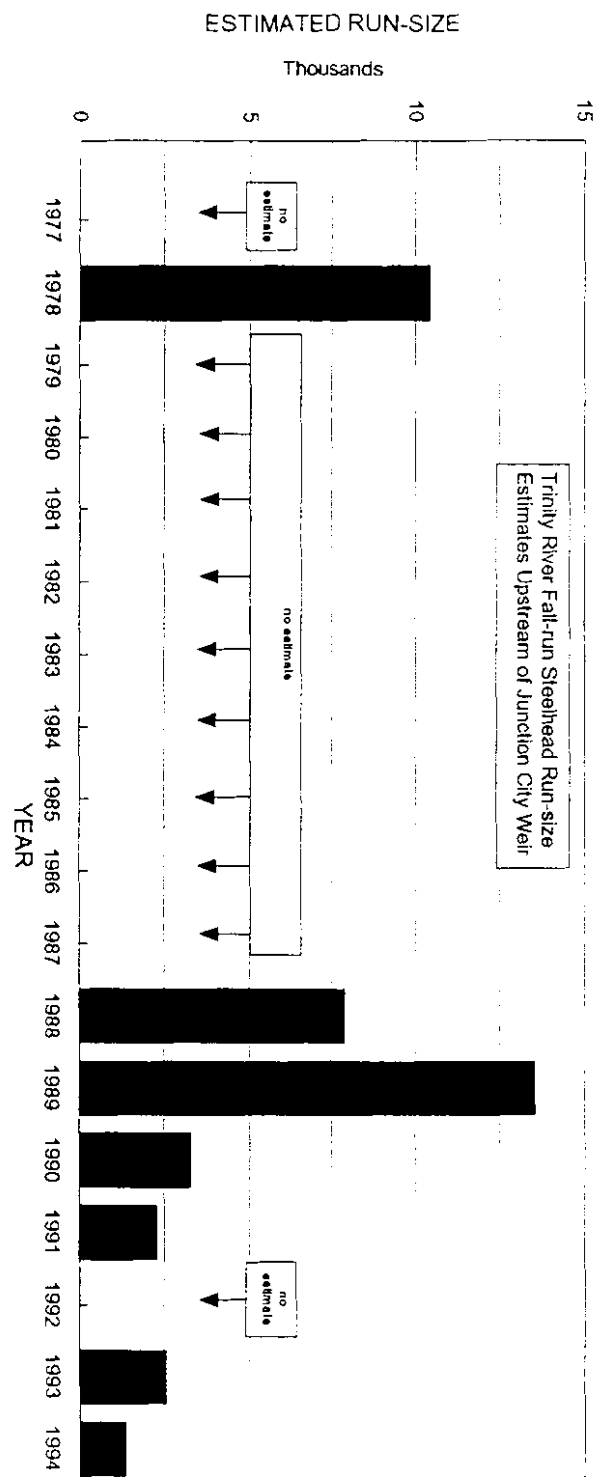 Trinity River Fall-run Steelhead Run-size
Estimates Upstream of Junction City Weir
ESTIMATED RUN-SIZE
Thousands
15
10
5
0
no
estimate
no estimate
no
estimate
1977
1978
1979
1980
1981
1982
1983
1984
1985
1986
1987
1988
1989
1990
1991
1992
1993
1994
YEAR